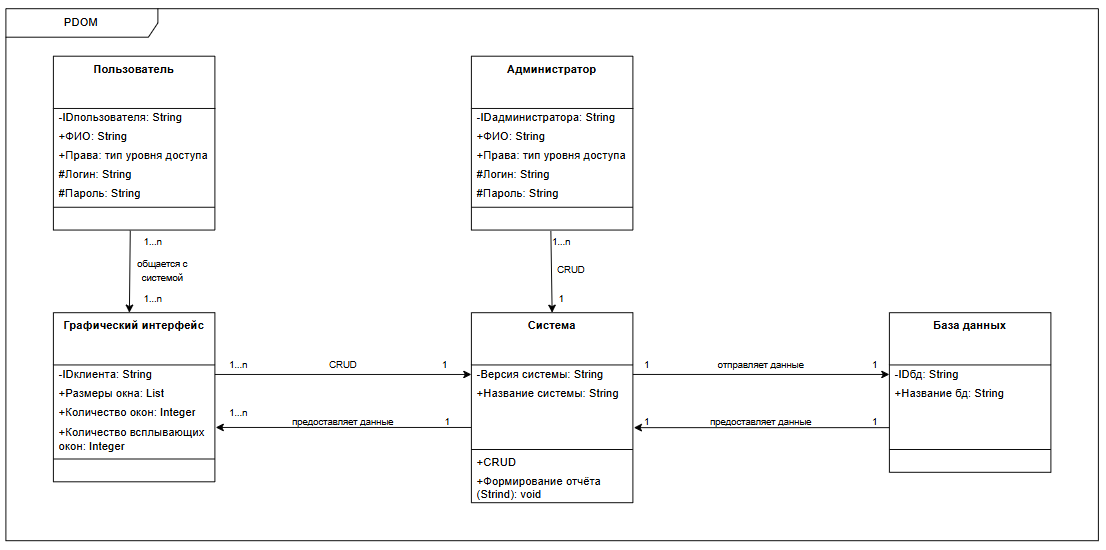 PDOM
Пользователь
-IDпользователя: String
+ФИО: String
+Права: тип уровня доступа
#Логин: String
#Пароль: String
Администратор
-IDадминистратора: String
+ФИО: String
+Права: тип уровня доступа
#Логин: String
#Пароль: String
1...n
общается с
системой
1...n
1...n
CRUD
1
Графический интерфейс
-IDклиента: String
+Размеры окна: List
+Количество окон: Integer
+Количество всплывающих
окон: Integer
1...n
CRUD
1
1...n
предоставляет данные
1
Система
-Версия системы: String
+Название системы: String
+CRUD
+Формирование отчёта
(Strind): void
1
отправляет данные
1
1
предоставляет данные
1
База данных
-IDбд: String
+Название бд: String